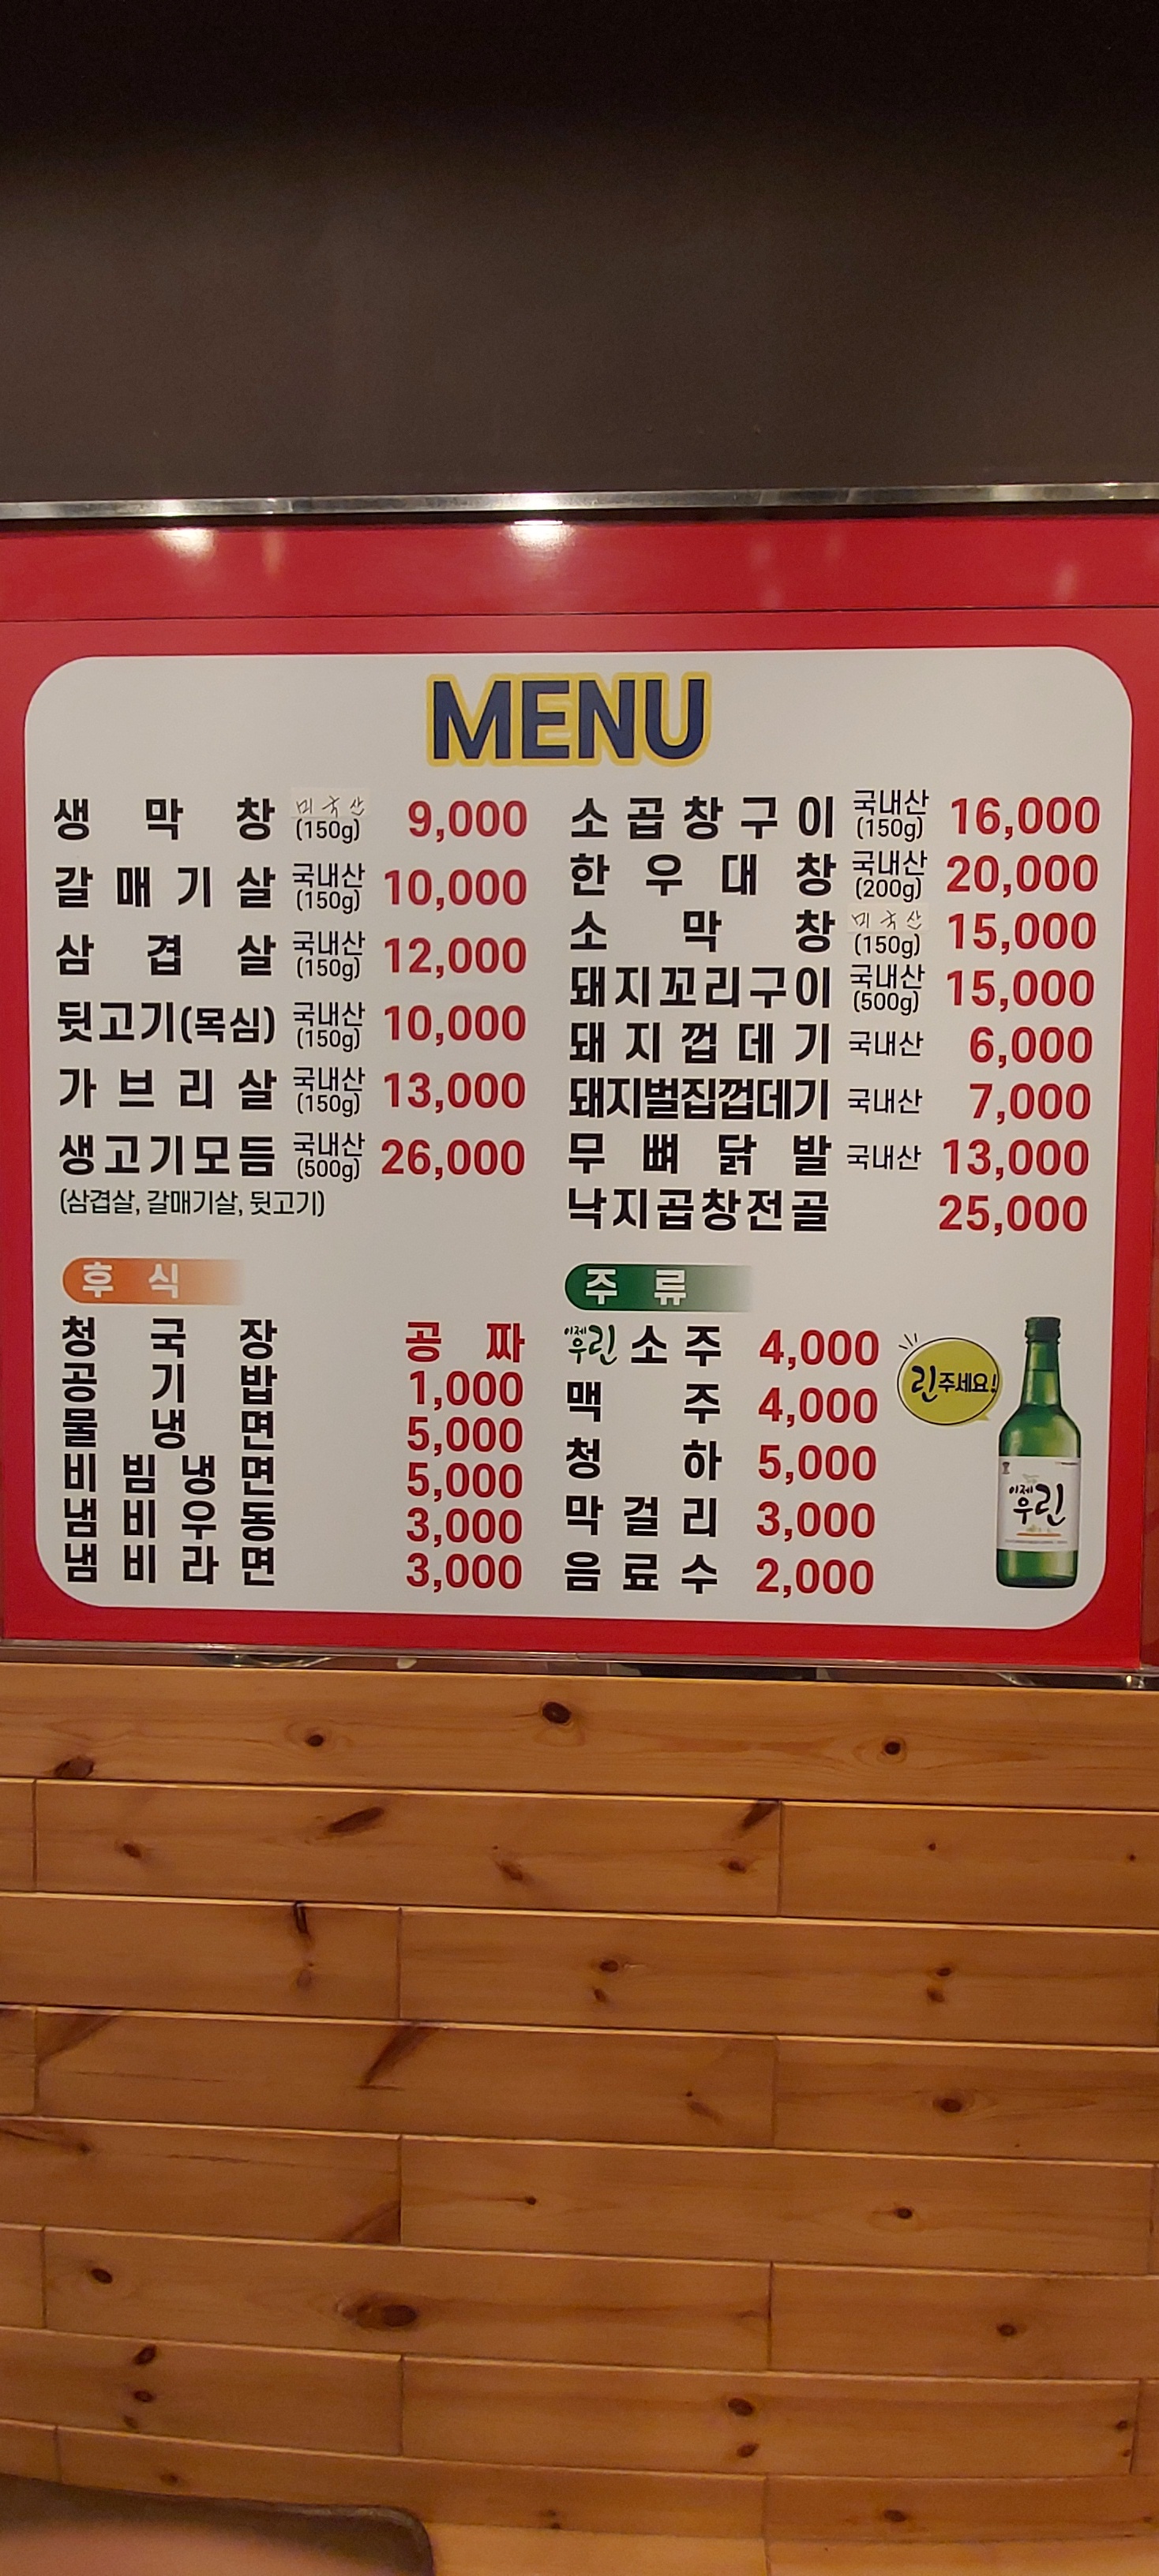 MENU
생막창 미국산 (150g) 9,000
갈매기살 국내산 (150g) 10,000
삼겹살 국내산 (150g) 12,000
뒷고기(목심) 국내산 (150g) 10,000
가브리살 국내산 (150g) 13,000
생고기모듬 국내산 (500g) 26,000
(삼겹살, 갈매기살, 뒷고기)
소곱창구이 국내산 (150g) 16,000
한우대창 국내산 (200g) 20,000
소막창 미국산 (150g) 15,000
돼지꼬리구이 국내산 (500g) 15,000
돼지껍데기 국내산 6,000
돼지벌집껍데기 국내산 7,000
무뼈닭발 국내산 13,000
낙지곱창전골 25,000
후식
청국장 공짜
공기밥 1,000
물냉면 5,000
비빔냉면 5,000
냄비우동 3,000
냄비라면 3,000
주류
이제우린 소주 4,000
맥주 4,000
청하 5,000
막걸리 3,000
음료수 2,000
린주세요!
이제
우린